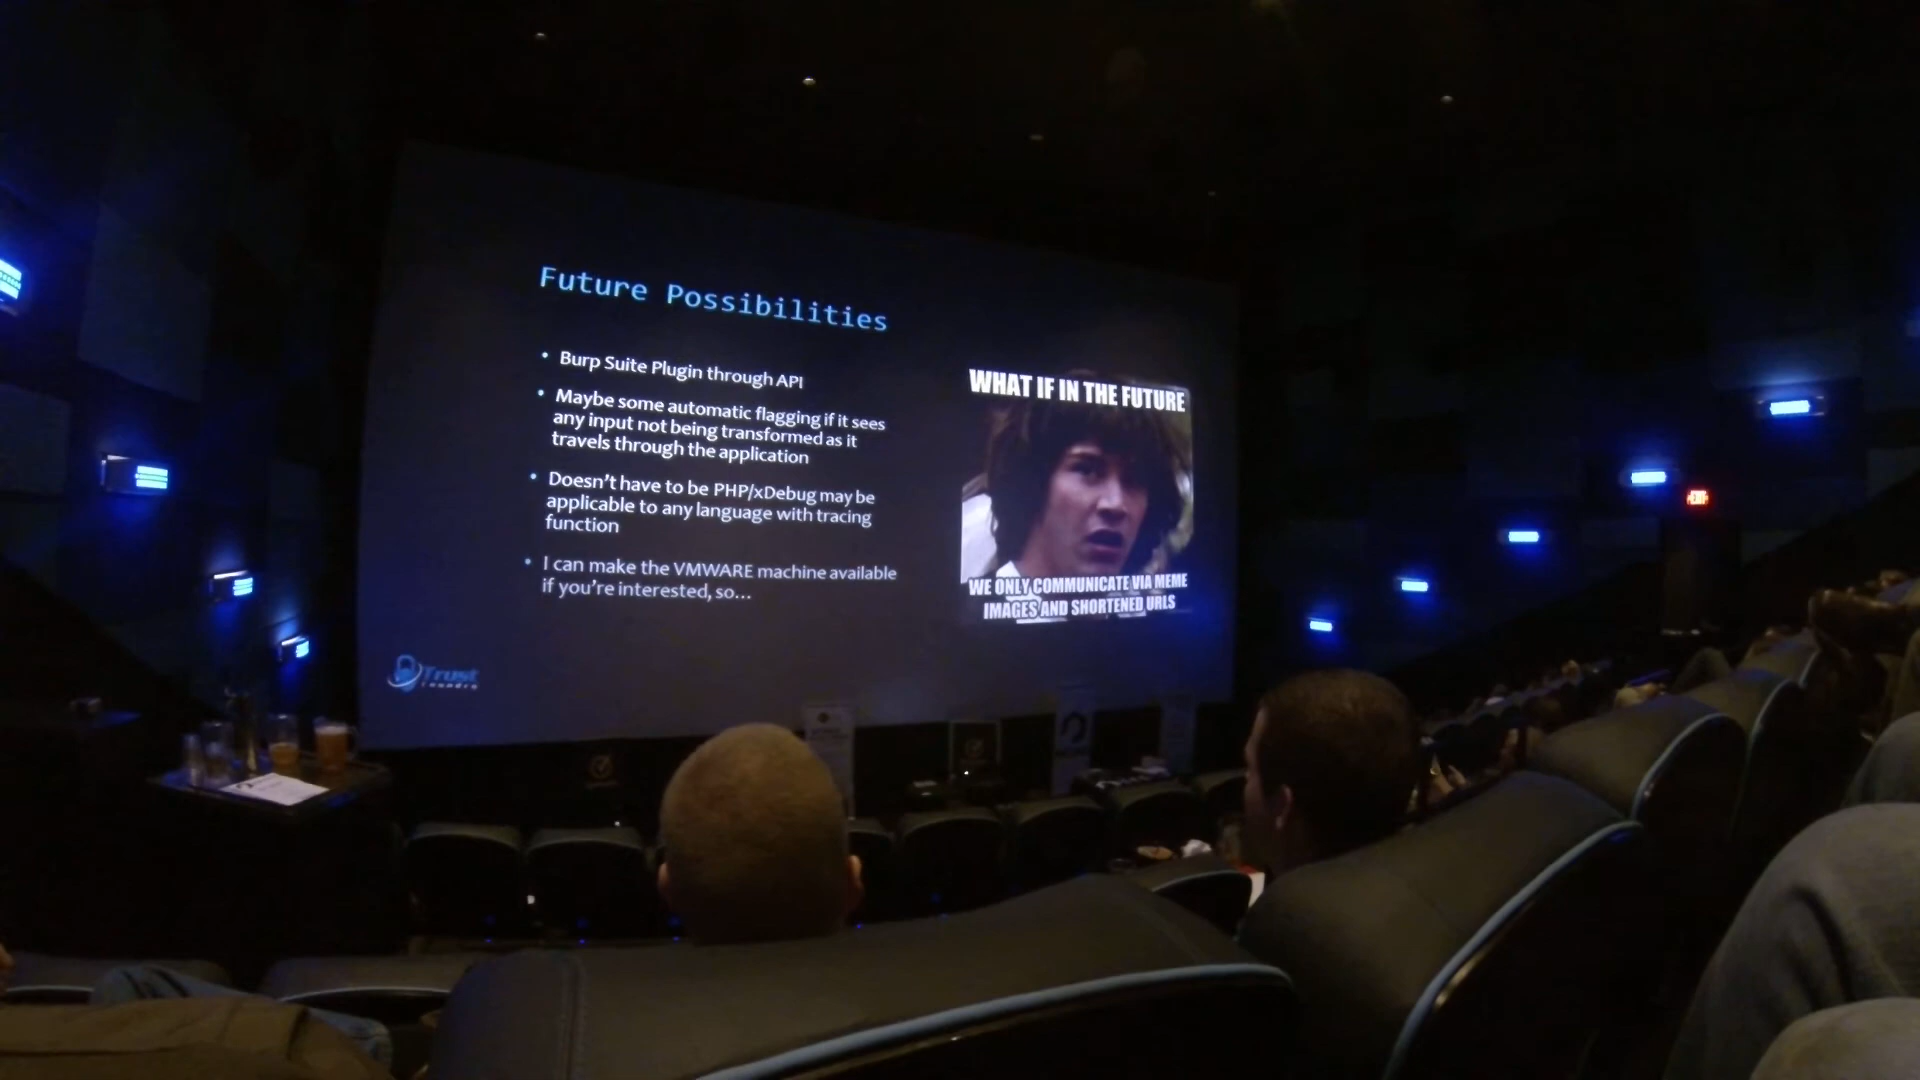 Future Possibilities
• Burp Suite Plugin through API
• Maybe some automatic flagging if it sees
any input not being transformed as it
travels through the application
• Doesn't have to be PHP/xDebug may be
applicable to any language with tracing
function
• I can make the VMWARE machine available
if you're interested, so...
WHAT IF IN THE FUTURE
WE ONLY COMMUNICATE VIA MEME
IMAGES AND SHORTENED URLS
Trust
Foundry
EXIT